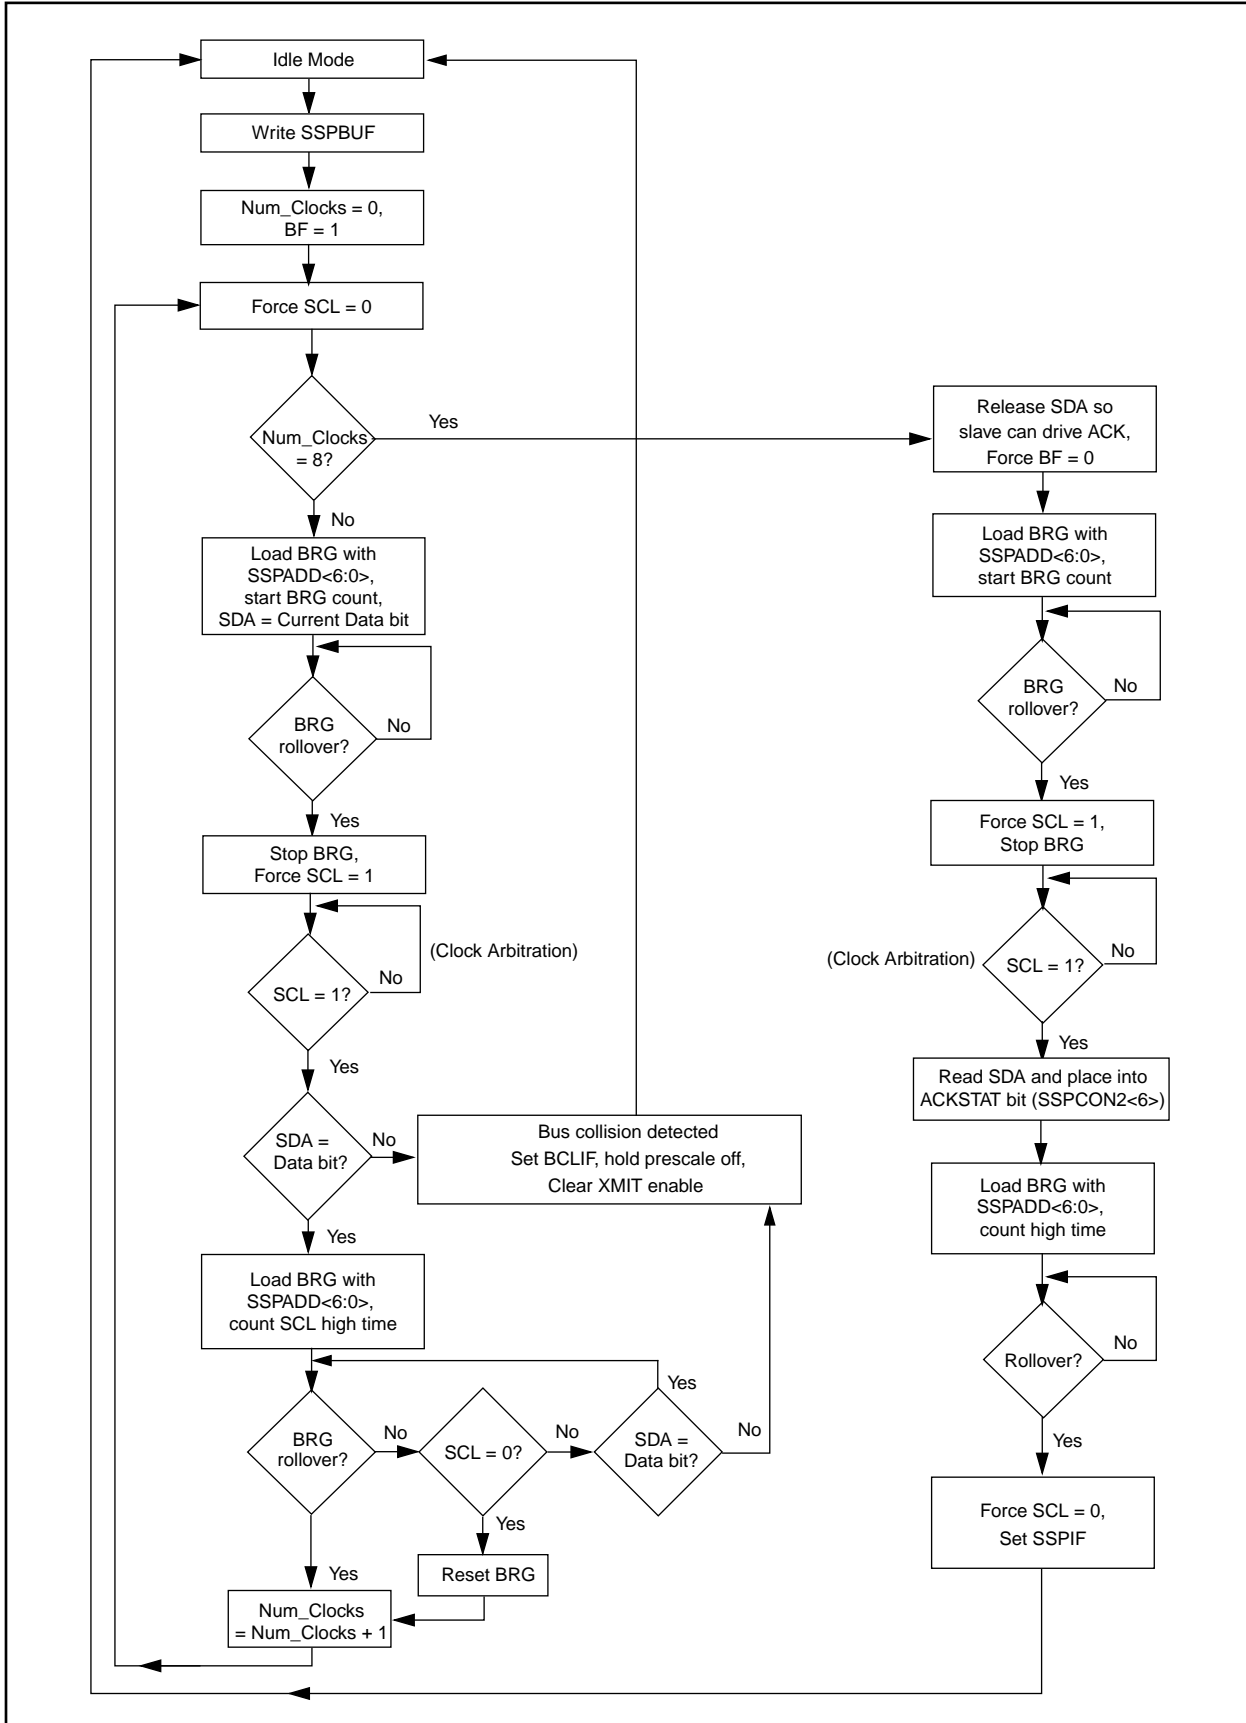 Idle Mode
Write SSPBUF
Num_Clocks = 0,
BF = 1
Force SCL = 0
Num_Clocks
= 8?
Yes
No
Load BRG with
SSPADD<6:0>,
start BRG count,
SDA = Current Data bit
BRG
rollover?
No
Yes
Stop BRG,
Force SCL = 1
(Clock Arbitration)
SCL = 1?
No
Yes
SDA =
Data bit?
No
Bus collision detected
Set BCLIF, hold prescale off,
Clear XMIT enable
Yes
Load BRG with
SSPADD<6:0>,
count SCL high time
BRG
rollover?
No
SCL = 0?
No
SDA =
Data bit?
Yes
No
Yes
Reset BRG
Yes
Num_Clocks
= Num_Clocks + 1
Release SDA so
slave can drive ACK,
Force BF = 0
Load BRG with
SSPADD<6:0>,
start BRG count
BRG
rollover?
No
Yes
Force SCL = 1,
Stop BRG
(Clock Arbitration)
SCL = 1?
No
Yes
Read SDA and place into
ACKSTAT bit (SSPCON2<6>)
Load BRG with
SSPADD<6:0>,
count high time
Rollover?
No
Yes
Force SCL = 0,
Set SSPIF